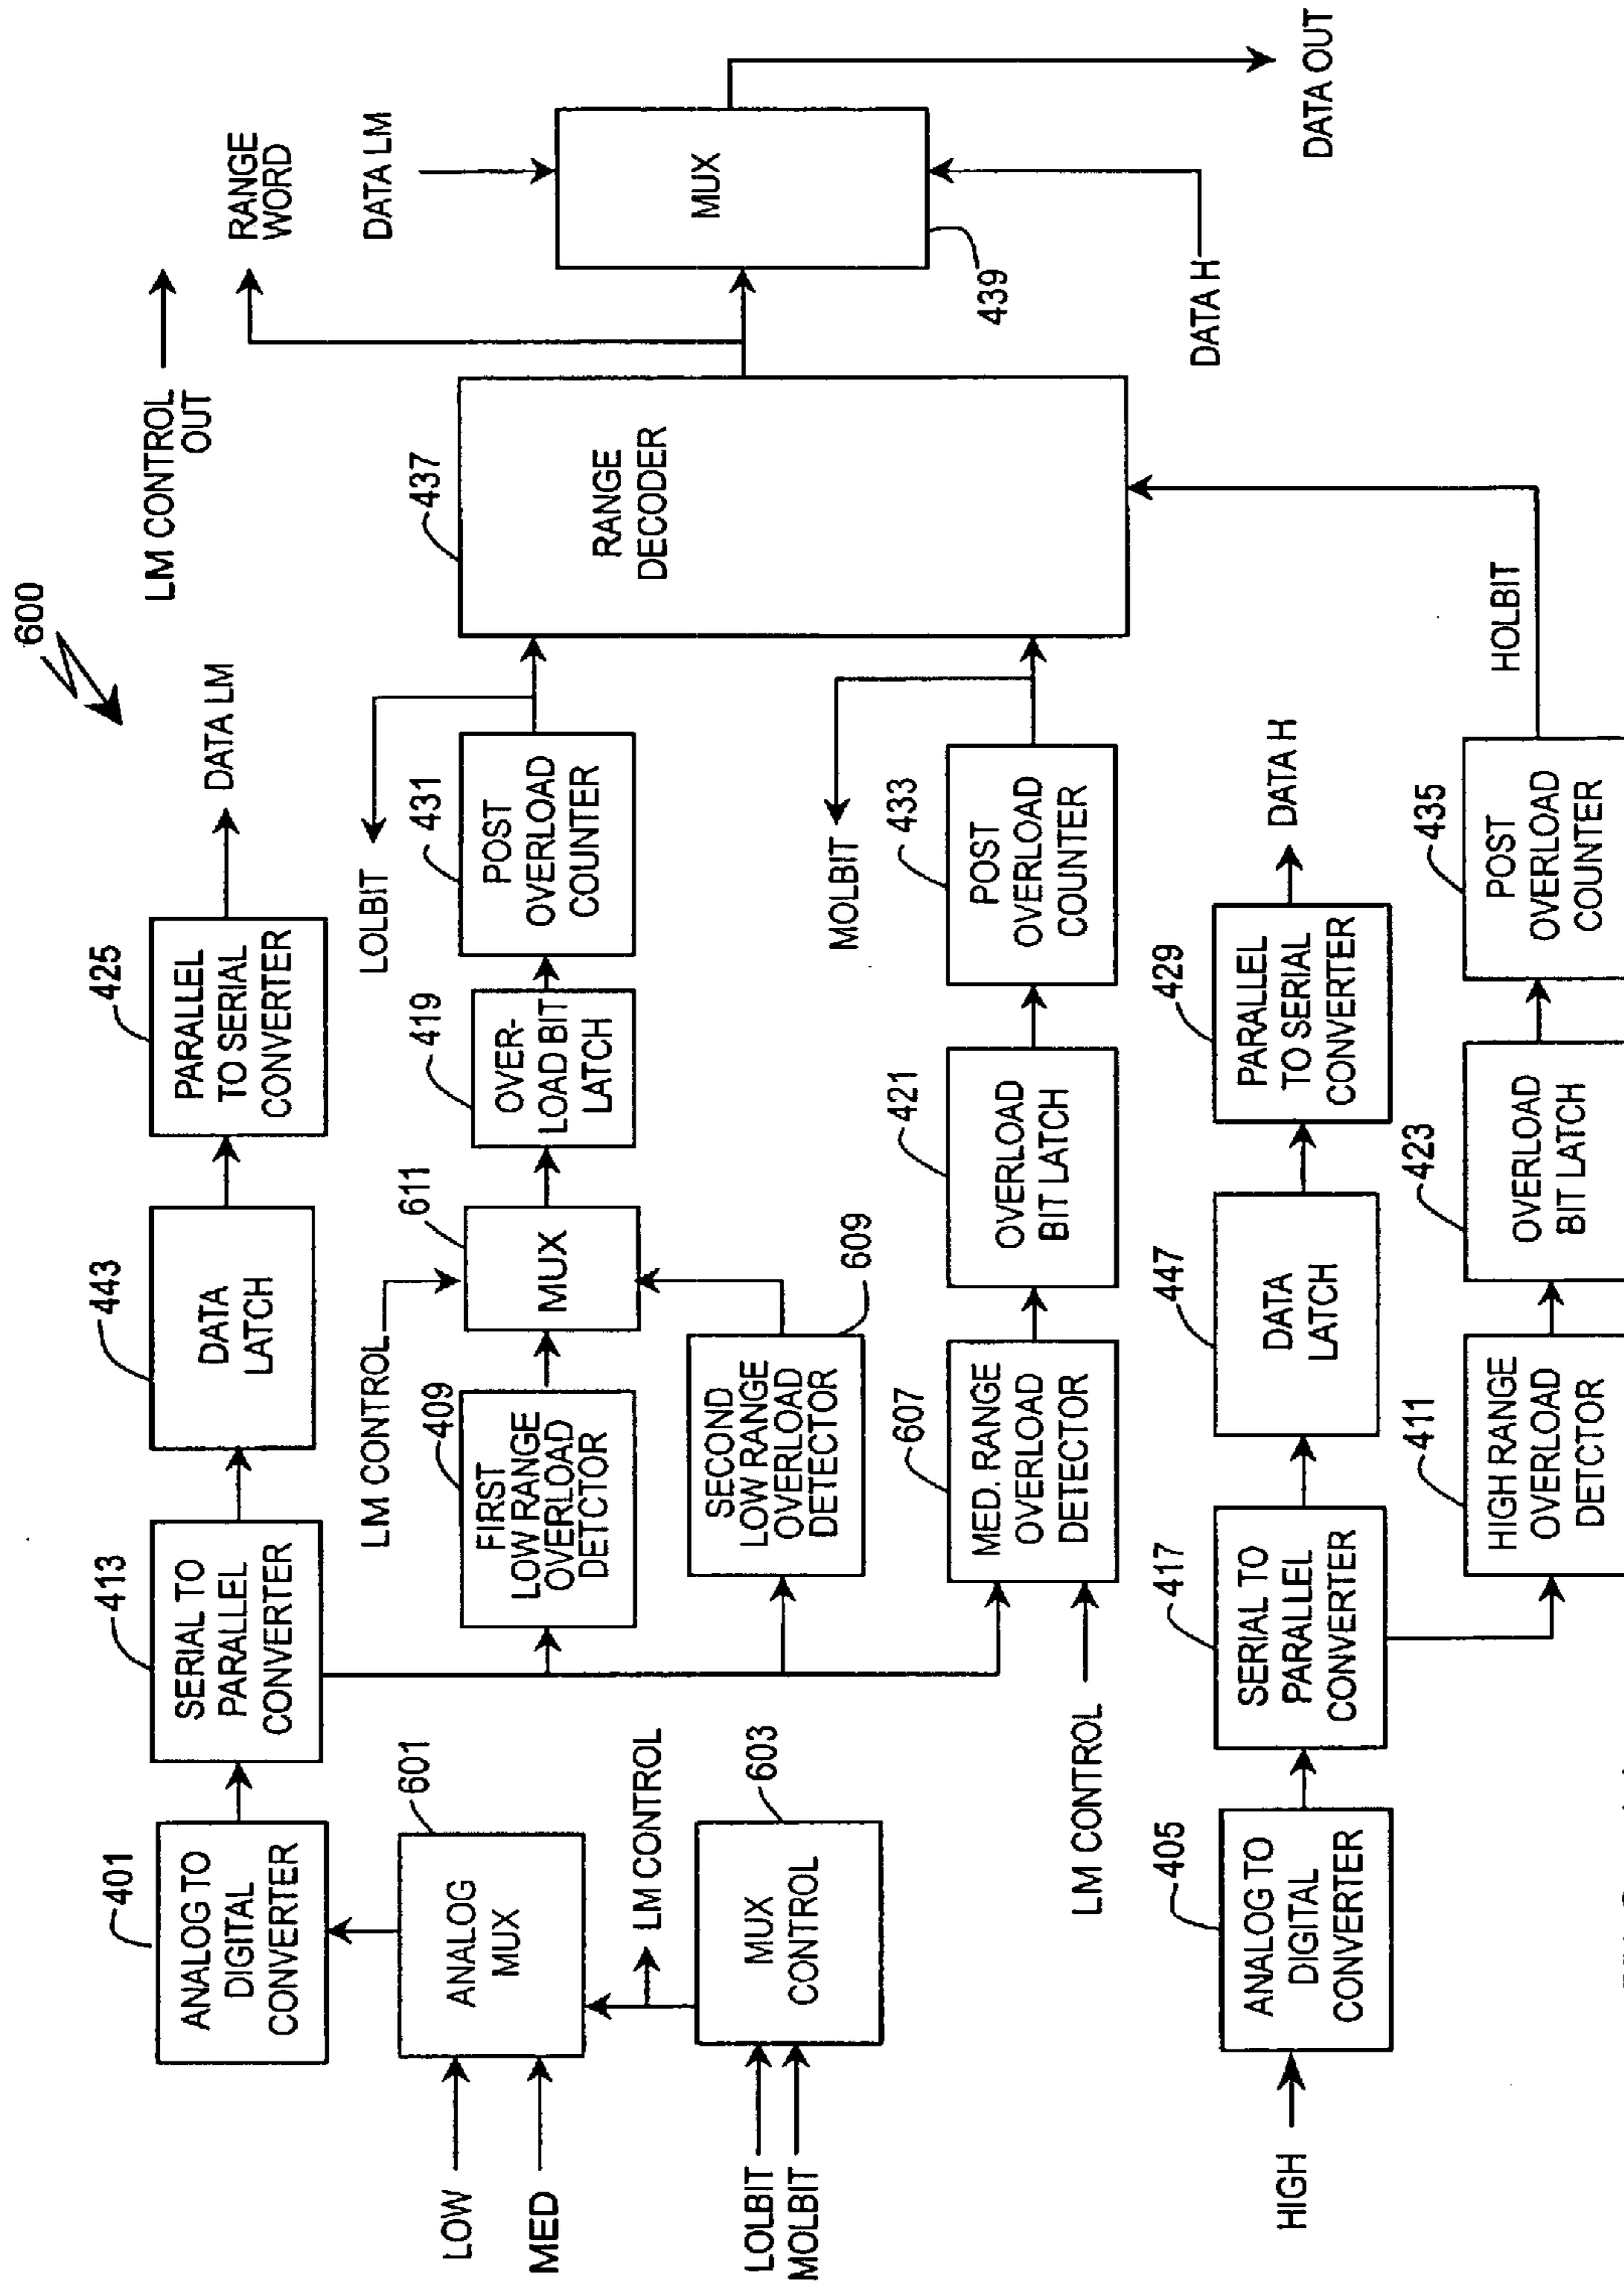 600
LM CONTROL
OUT
RANGE
WORD
401
ANALOG TO
DIGITAL
CONVERTER
413
SERIAL TO
PARALLEL
CONVERTER
443
DATA
LATCH
425
PARALLEL
TO SERIAL
CONVERTER
DATA LM
LOW
MED
601
ANALOG
MUX
LM CONTROL
409
FIRST
LOW RANGE
OVERLOAD
DETCTOR
611
MUX
419
OVER-
LOAD BIT
LATCH
LOLBIT
431
POST
OVERLOAD
COUNTER
437
RANGE
DECODER
DATA LM
MUX
439
LOLBIT
MOLBIT
603
MUX
CONTROL
LM CONTROL
SECOND
LOW RANGE
OVERLOAD
DETECTOR
609
607
MED. RANGE
OVERLOAD
DETECTOR
LM CONTROL
421
OVERLOAD
BIT LATCH
MOLBIT
433
POST
OVERLOAD
COUNTER
DATA H
DATA OUT
HIGH
405
ANALOG TO
DIGITAL
CONVERTER
417
SERIAL TO
PARALLEL
CONVERTER
447
DATA
LATCH
429
PARALLEL
TO SERIAL
CONVERTER
DATA H
411
HIGH RANGE
OVERLOAD
DETCTOR
423
OVERLOAD
BIT LATCH
435
POST
OVERLOAD
COUNTER
HOLBIT